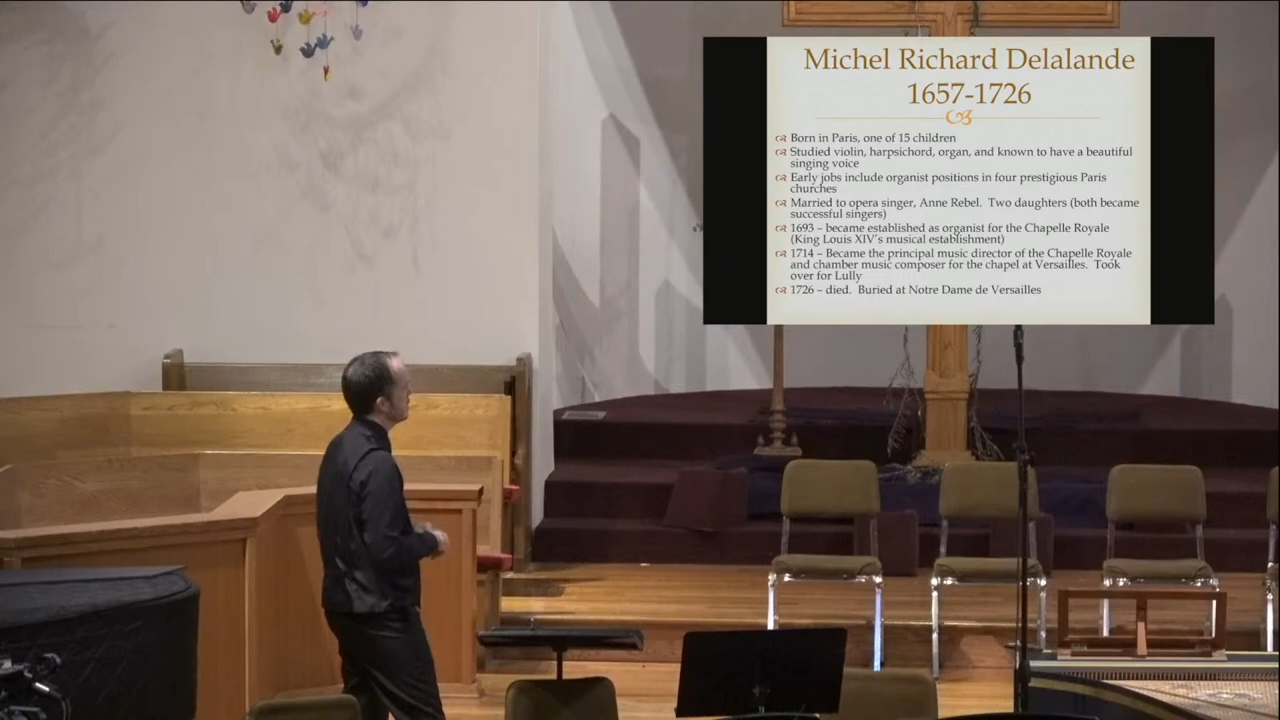 Michel Richard Delalande
1657-1726
Born in Paris, one of 15 children
Studied violin, harpsichord, organ, and known to have a beautiful
singing voice
Early jobs include organist positions in four prestigious Paris
churches
Married to opera singer, Anne Rebel. Two daughters (both became
successful singers)
1693 – became established as organist for the Chapelle Royale
(King Louis XIV's musical establishment)
1714 – Became the principal music director of the Chapelle Royale
and chamber music composer for the chapel at Versailles. Took
over for Lully
1726 – died. Buried at Notre Dame de Versailles